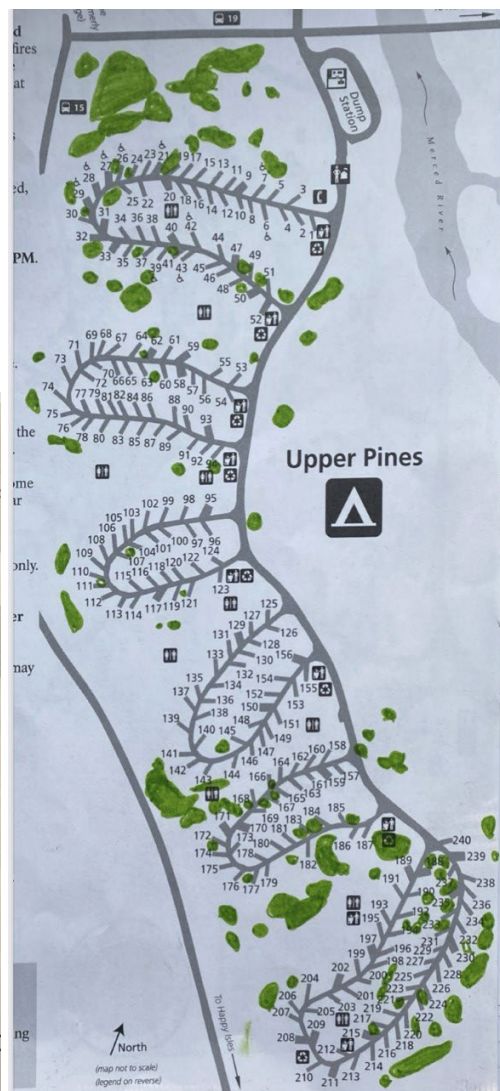 19
d
fires
at
15
Dump
Station
Merced River
28 27 26 24 23 21 19 17 15 13 11 9 7 5 3
29 25 22 20 18 16 14 12 10 8 6 4 2 1
30 31 34 36 38 40 42 44 47 49 51
32 33 35 37 39 41 43 45 46 48 50 52
ed,
PM.
71 69 68 67 64 62 61 59 55 53
73 72 70 66 65 63 60 58 57 56 54
74 77 79 81 82 84 86 88 90 93
75 76 78 80 83 85 87 89 91 92
the
Upper Pines
ome
ar
105 103 102 99 98 95
108 106 107 104 101 100 97 96
109 115 116 118 120 122 124
110 111 112 113 114 117 119 121 123
only.
er
may
131 129 127 125
133 130 128 126
135 134 132 154 156
137 136 138 150 152 153 155
139 140 145 148 149 151
141 142 143 144 146 147
166 164 162 160 158
168 165 163 161 159 157
171 169 167
172 170 181 183 184 185
174 173 178 180 182 186 187
175 176 177 179
189 188 240
191 190 237 239
193 192 238
195 233 236
197 196 231 234
199 198 229 232
202 200 227 230
204 201 225 228
206 205 203 223 226
207 221 224
209 217 219 222
208 212 215 220
210 211 213 214 216 218
To Happy Isles
ng
North
(map not to scale)
(legend on reverse)